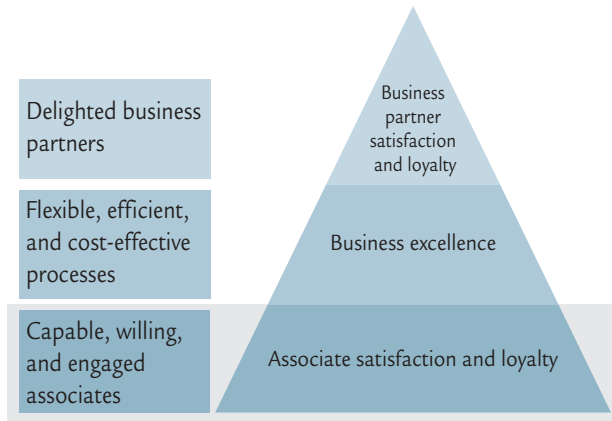 Delighted business
partners
Business
partner
satisfaction
and loyalty
Flexible, efficient,
and cost-effective
processes
Business excellence
Capable, willing,
and engaged
associates
Associate satisfaction and loyalty